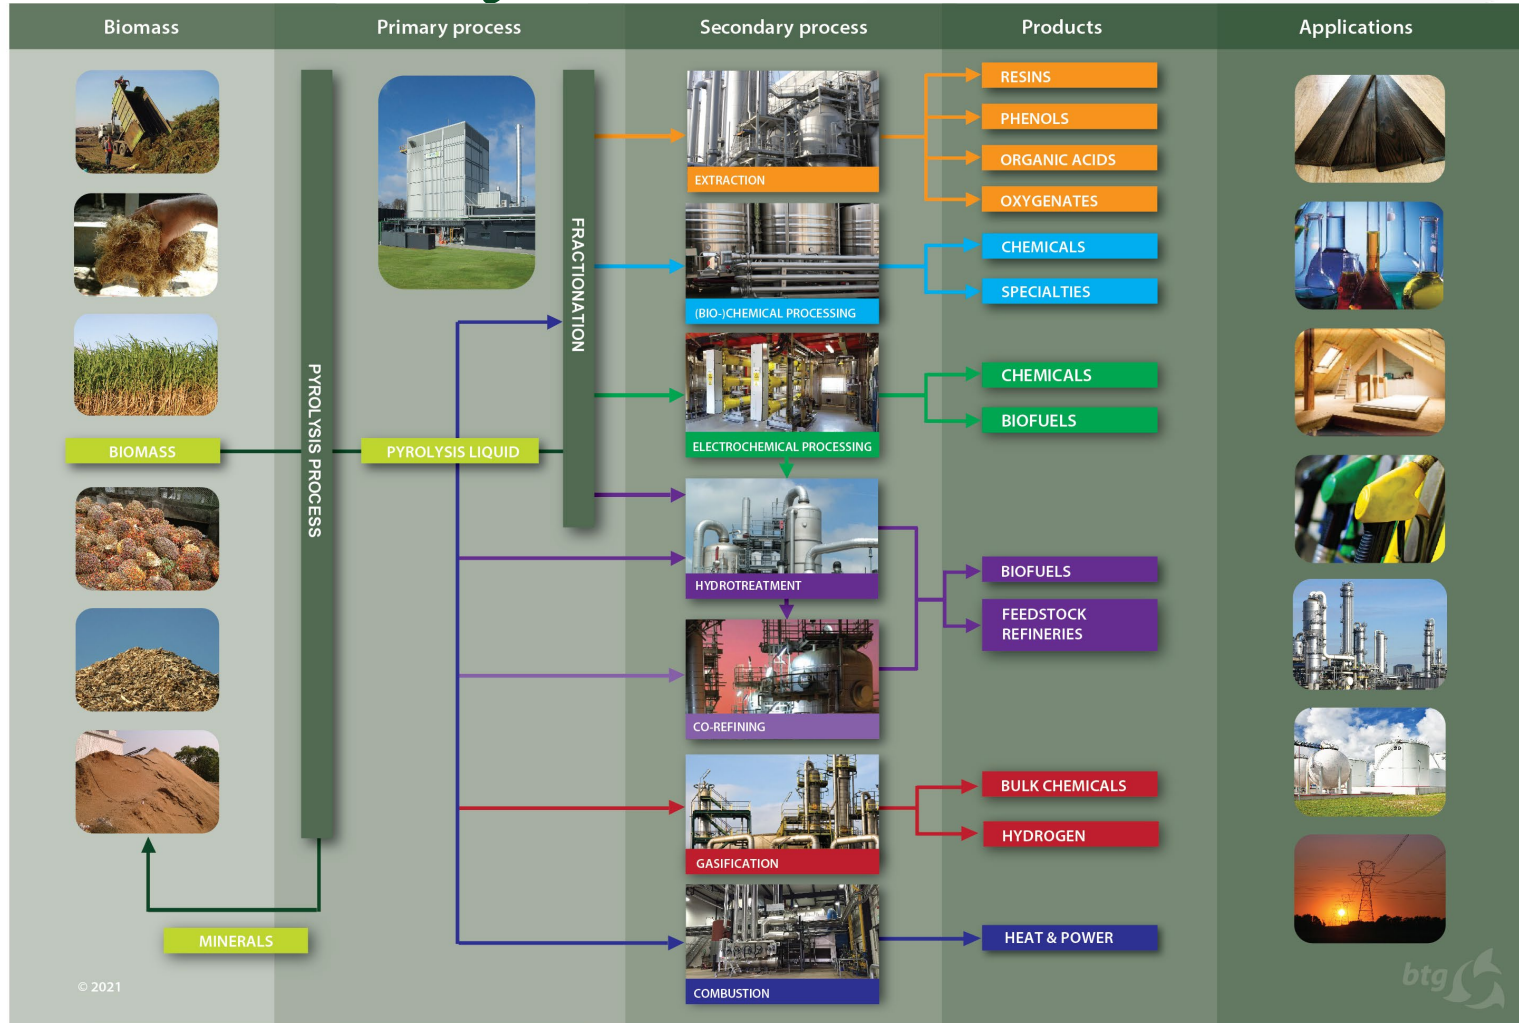 Biomass
Primary process
Secondary process
Products
Applications
PYROLYSIS PROCESS
FRACTIONATION
BIOMASS
PYROLYSIS LIQUID
MINERALS
EXTRACTION
(BIO-)CHEMICAL PROCESSING
ELECTROCHEMICAL PROCESSING
HYDROTREATMENT
CO-REFINING
GASIFICATION
COMBUSTION
RESINS
PHENOLS
ORGANIC ACIDS
OXYGENATES
CHEMICALS
SPECIALTIES
CHEMICALS
BIOFUELS
BIOFUELS
FEEDSTOCK
REFINERIES
BULK CHEMICALS
HYDROGEN
HEAT & POWER
© 2021
btg